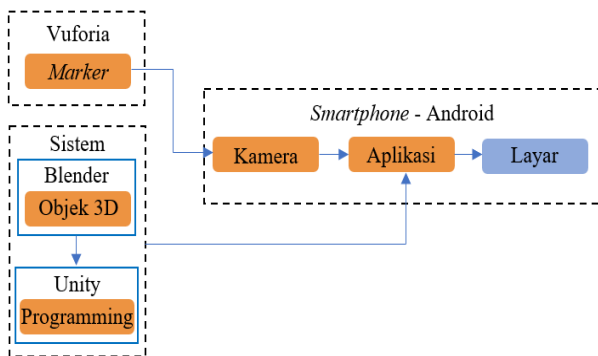 Vuforia
Marker
Sistem
Blender
Objek 3D
Unity
Programming
Smartphone - Android
Kamera
Aplikasi
Layar